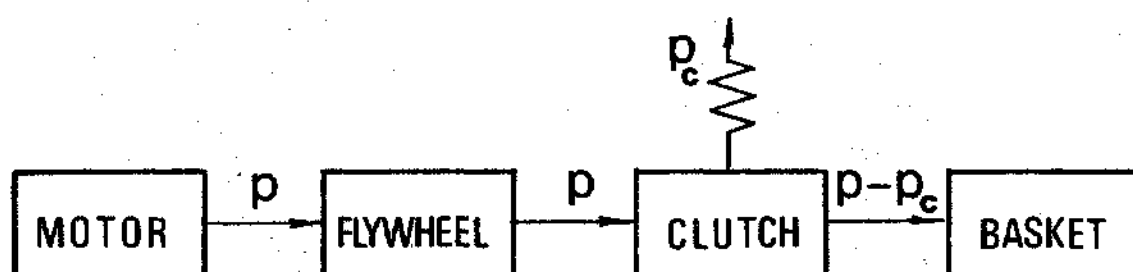 p_c
p
p
p-p_c
MOTOR
FLYWHEEL
CLUTCH
BASKET